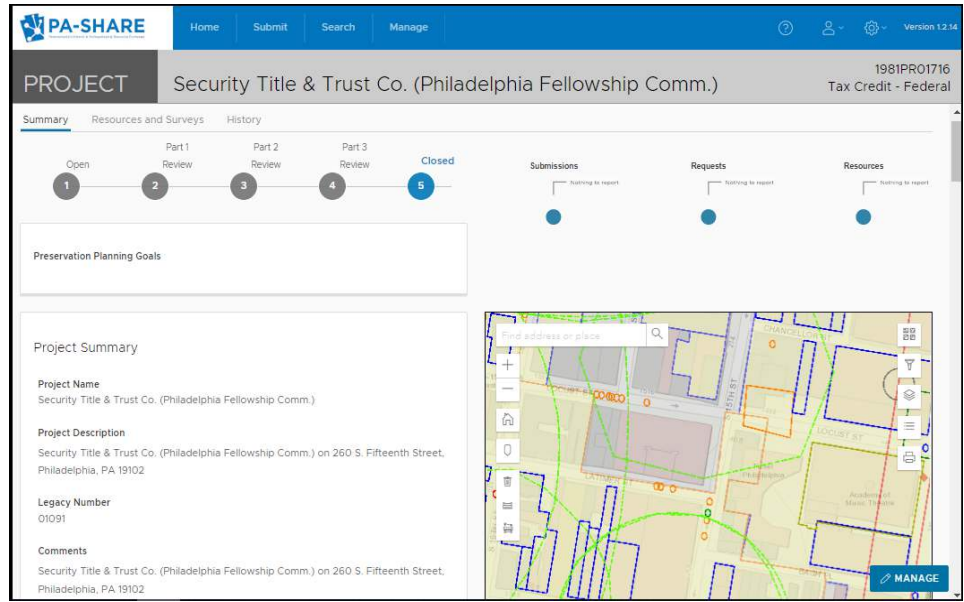 PA-SHARE
Home Submit Search Manage
Version 1.2.14
PROJECT
Security Title & Trust Co. (Philadelphia Fellowship Comm.)
1981PR01716
Tax Credit - Federal
Summary Resources and Surveys History
Open
1
Part 1
Review
2
Part 2
Review
3
Part 3
Review
4
Closed
5
Submissions
Nothing to report
Requests
Nothing to report
Resources
Nothing to report
Preservation Planning Goals
Project Summary
Project Name
Security Title & Trust Co. (Philadelphia Fellowship Comm.)
Project Description
Security Title & Trust Co. (Philadelphia Fellowship Comm.) on 260 S. Fifteenth Street,
Philadelphia, PA 19102
Legacy Number
01091
Comments
Security Title & Trust Co. (Philadelphia Fellowship Comm.) on 260 S. Fifteenth Street,
Philadelphia, PA 19102
Find address or place
LOCUST ST
15TH ST
LOCUST ST
LATIMER ST
Academy of
Music Theatre
MANAGE